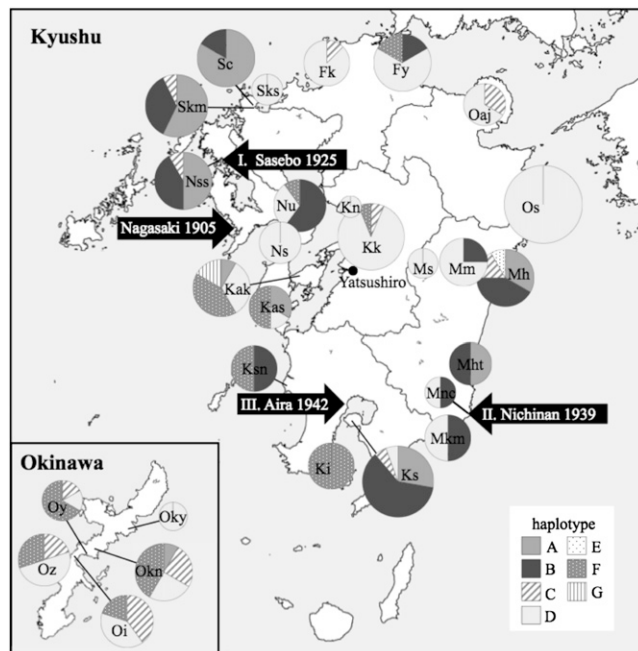 Kyushu
Sc
Sks
Fk
Fy
Skm
Oaj
Nss
I. Sasebo 1925
Nu
Kn
Os
Nagasaki 1905
Ns
Kk
Kak
Yatsushiro
Ms
Mm
Mh
Kas
Ksn
Mht
III. Aira 1942
Mnc
II. Nichinan 1939
Mkm
Ki
Ks
Okinawa
Oy
Oky
Oz
Okn
Oi
haplotype
A E
B F
C G
D